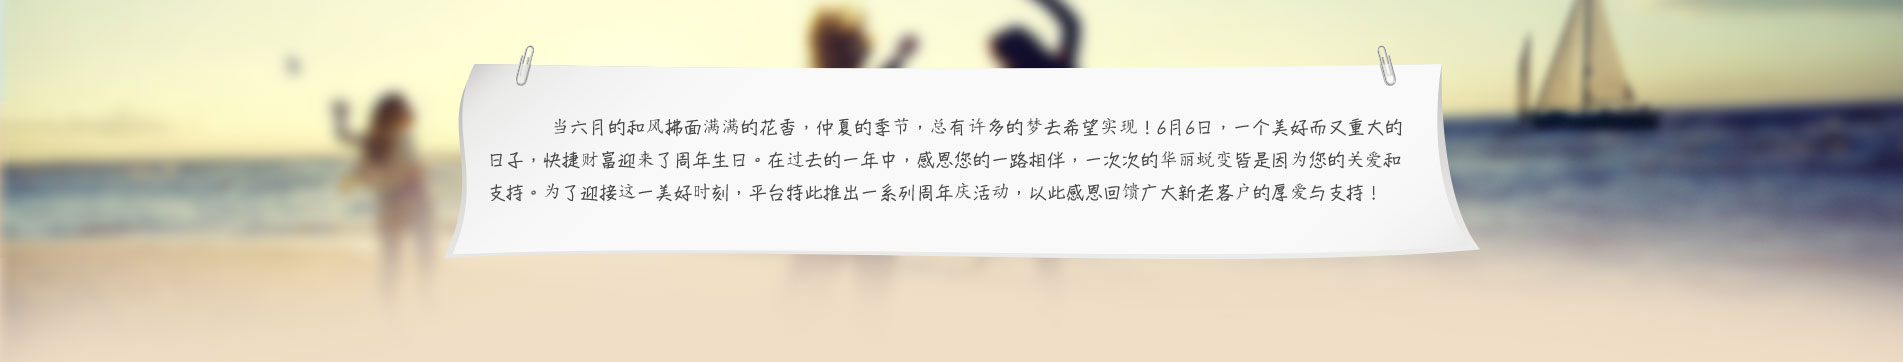 当六月的和风拂面满满的花香，仲夏的季节，总有许多的梦去希望实现！6月6日，一个美好而又重大的
日子，快捷财富迎来了周年生日。在过去的一年中，感恩您的一路相伴，一次次的华丽蜕变皆是因为您的关爱和
支持。为了迎接这一美好时刻，平台特此推出一系列周年庆活动，以此感恩回馈广大新老客户的厚爱与支持！